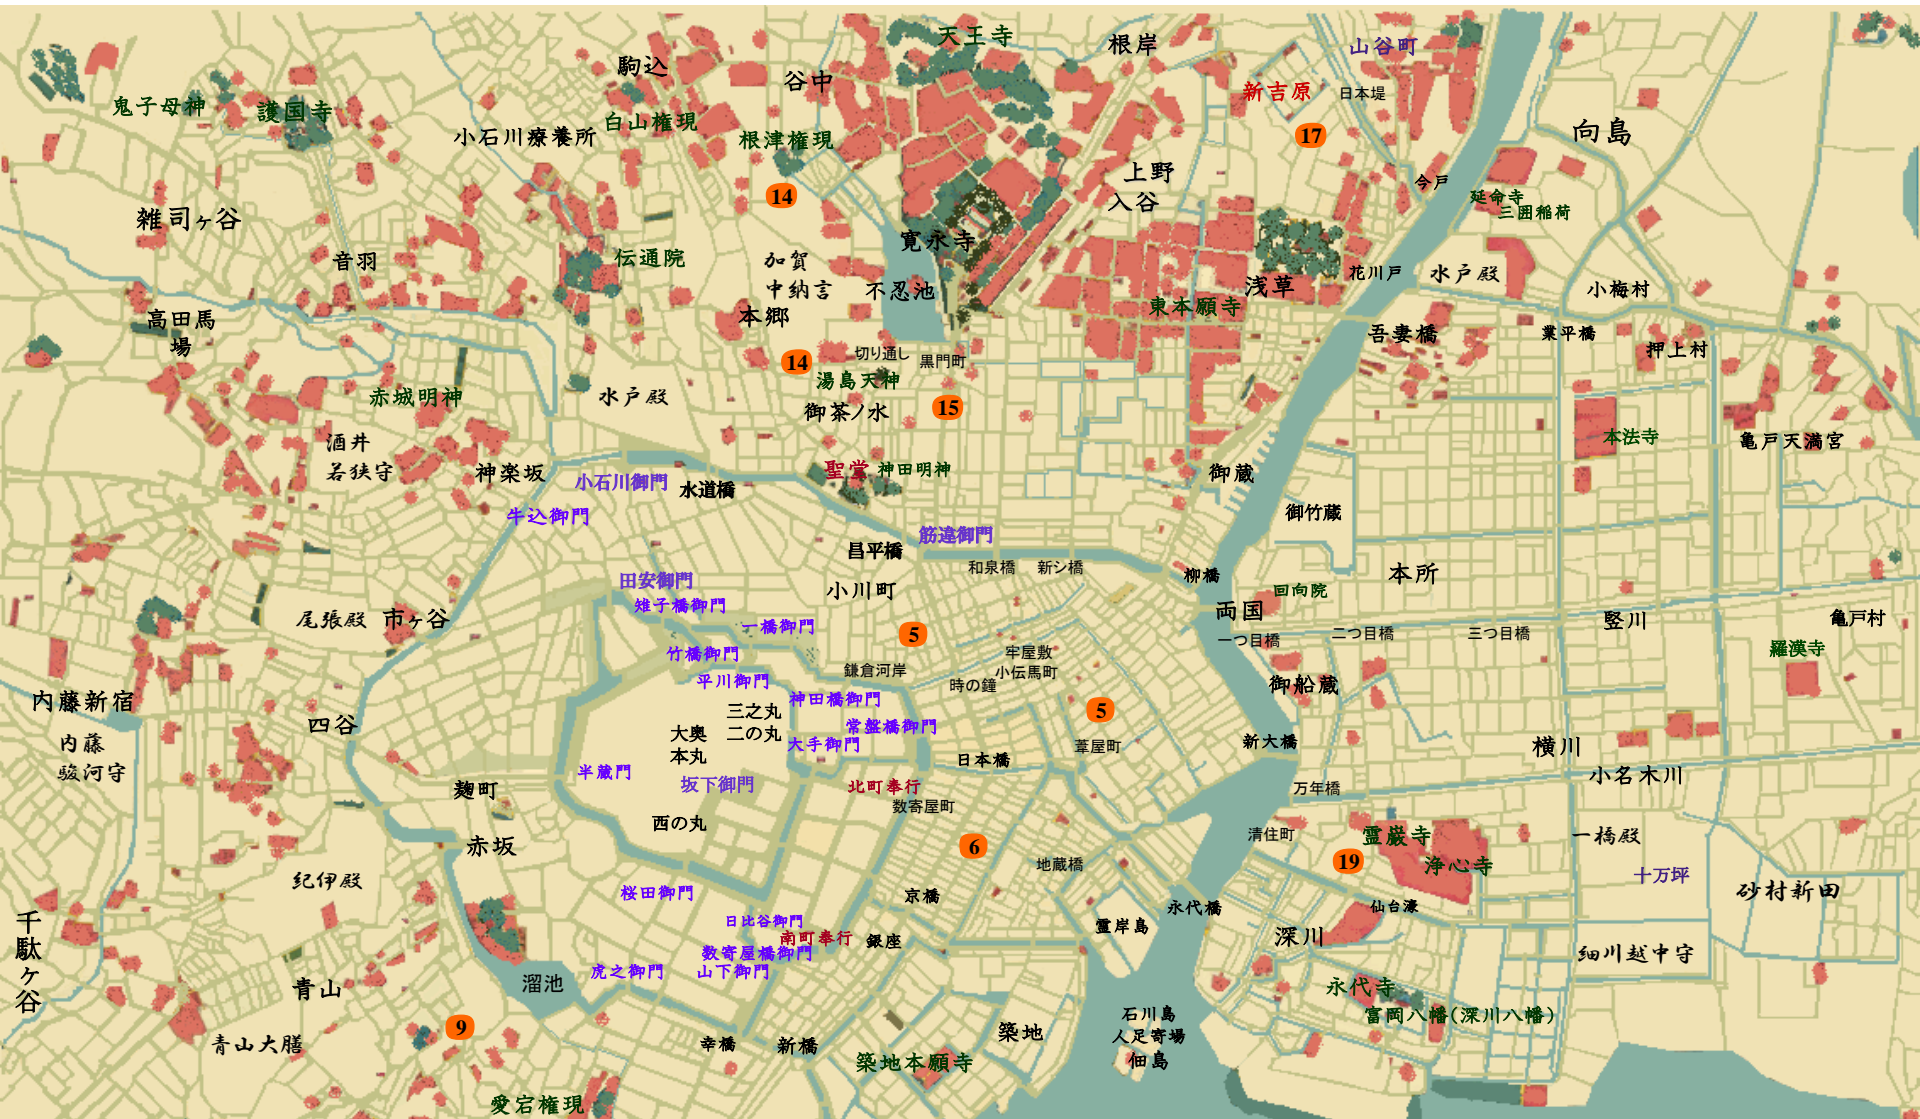 天王寺
根岸
山谷町
駒込
谷中
新吉原
日本堤
鬼子母神
護国寺
小石川療養所
白山権現
根津権現
17
向島
上野
入谷
今戸
延命寺
三囲稲荷
14
雑司ヶ谷
音羽
伝通院
加賀
中納言
寛永寺
不忍池
浅草
花川戸
水戸殿
小梅村
東本願寺
本郷
高田馬
場
吾妻橋
業平橋
押上村
14
切り通し
黒門町
湯島天神
赤城明神
水戸殿
御茶ノ水
15
酒井
若狭守
神楽坂
本法寺
亀戸天満宮
聖堂
神田明神
小石川御門
水道橋
御蔵
牛込御門
御竹蔵
昌平橋
筋違御門
和泉橋
新シ橋
柳橋
本所
田安御門
雉子橋御門
小川町
回向院
両国
尾張殿
市ヶ谷
一橋御門
5
一つ目橋
二つ目橋
三つ目橋
竪川
亀戸村
羅漢寺
竹橋御門
平川御門
鎌倉河岸
牢屋敷
小伝馬町
時の鐘
御船蔵
内藤新宿
四谷
神田橋御門
三之丸
二の丸
大奥
本丸
常盤橋御門
大手御門
5
葦屋町
新大橋
内藤
駿河守
半蔵門
坂下御門
北町奉行
日本橋
横川
小名木川
麹町
数寄屋町
万年橋
西の丸
赤坂
6
地蔵橋
清住町
霊巌寺
浄心寺
19
一橋殿
十万坪
砂村新田
紀伊殿
桜田御門
京橋
永代橋
仙台濠
千駄ヶ谷
日比谷御門
南町奉行
銀座
霊岸島
深川
細川越中守
数寄屋橋御門
山下御門
虎之御門
溜池
青山
永代寺
富岡八幡(深川八幡)
9
青山大膳
幸橋
新橋
築地
石川島
人足寄場
佃島
築地本願寺
愛宕権現